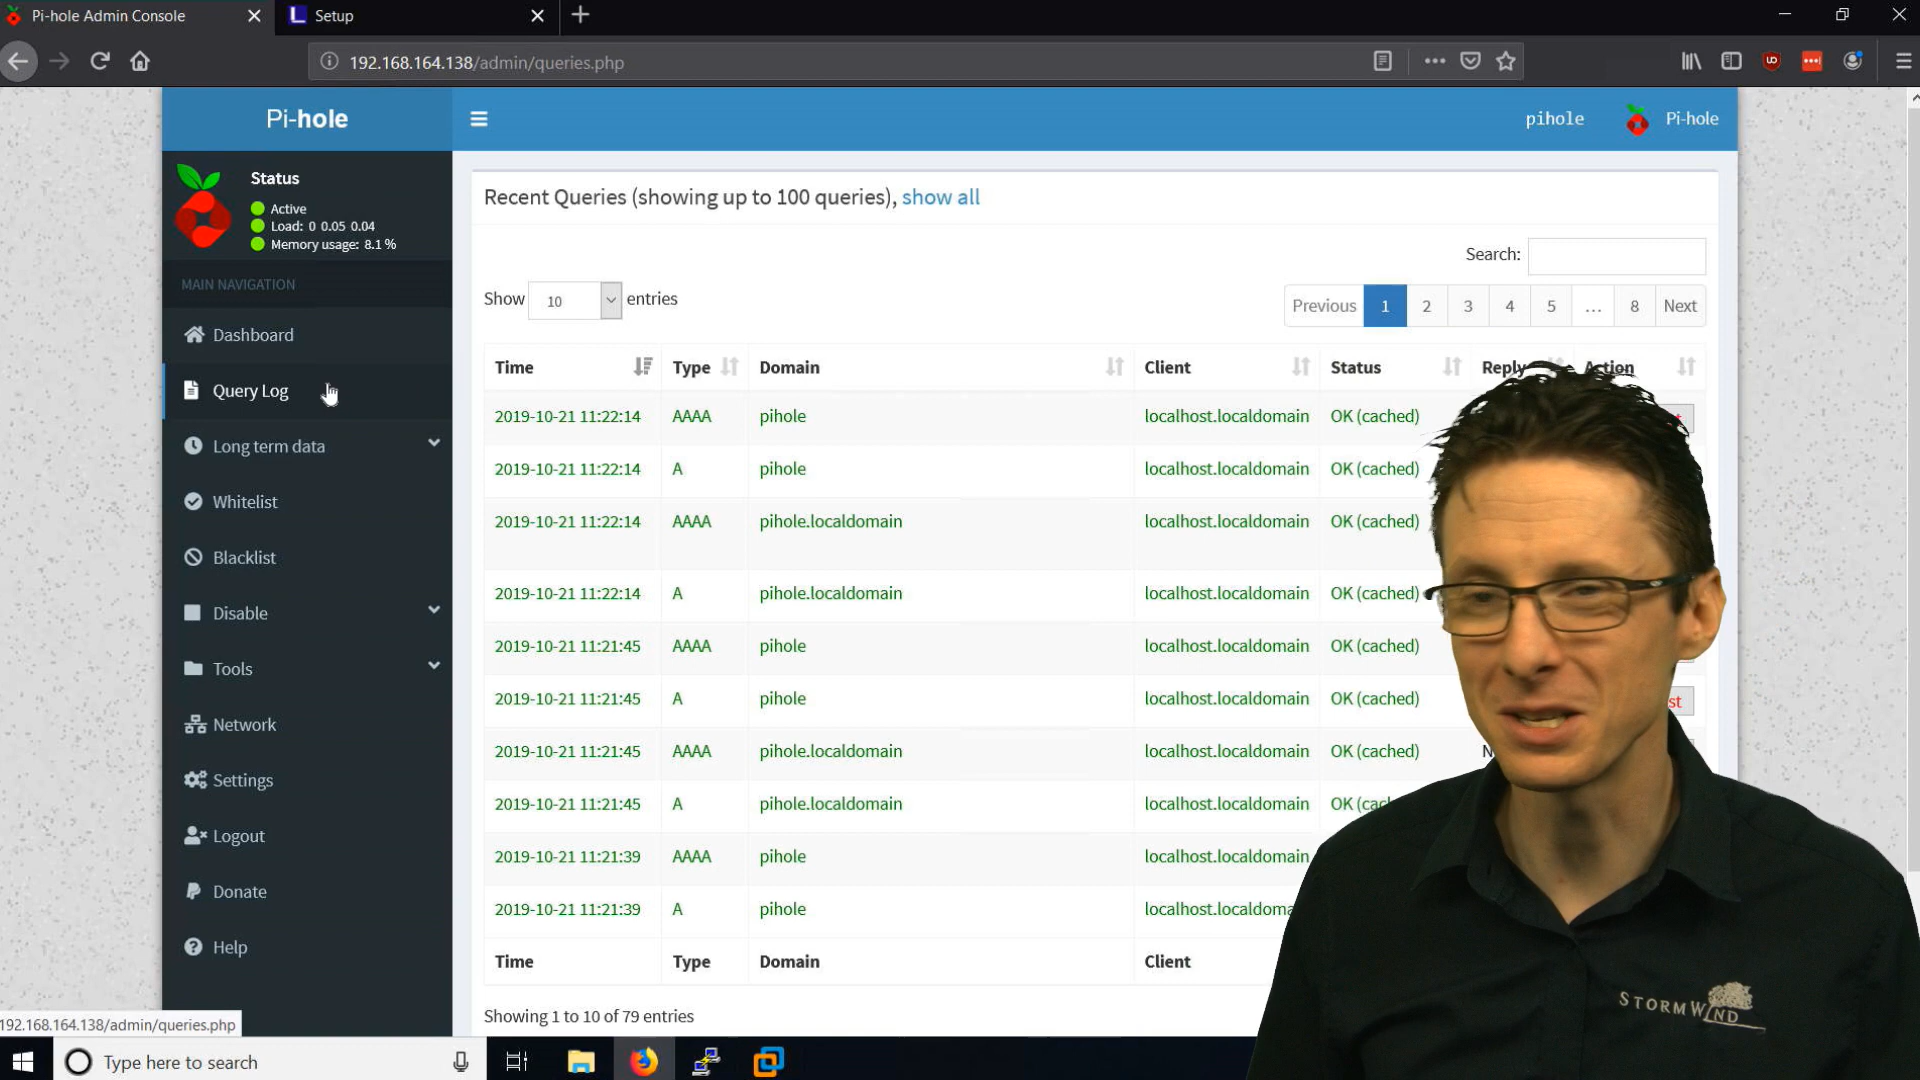 Pi-hole Admin Console
Setup
192.168.164.138/admin/queries.php
Pi-hole
pihole
Pi-hole
Status
Active
Load: 0 0.05 0.04
Memory usage: 8.1 %
MAIN NAVIGATION
Dashboard
Query Log
Long term data
Whitelist
Blacklist
Disable
Tools
Network
Settings
Logout
Donate
Help
Recent Queries (showing up to 100 queries), show all
Search:
Show 10 entries
Previous 1 2 3 4 5 ... 8 Next
Time Type Domain Client Status Reply Action
2019-10-21 11:22:14 AAAA pihole localhost.localdomain OK (cached)
2019-10-21 11:22:14 A pihole localhost.localdomain OK (cached)
2019-10-21 11:22:14 AAAA pihole.localdomain localhost.localdomain OK (cached)
2019-10-21 11:22:14 A pihole.localdomain localhost.localdomain OK (cached)
2019-10-21 11:21:45 AAAA pihole localhost.localdomain OK (cached)
2019-10-21 11:21:45 A pihole localhost.localdomain OK (cached)
2019-10-21 11:21:45 AAAA pihole.localdomain localhost.localdomain OK (cached)
2019-10-21 11:21:45 A pihole.localdomain localhost.localdomain OK
2019-10-21 11:21:39 AAAA pihole localhost.localdomain
2019-10-21 11:21:39 A pihole
Time Type Domain Client
Showing 1 to 10 of 79 entries
192.168.164.138/admin/queries.php
Type here to search
STORMWIND